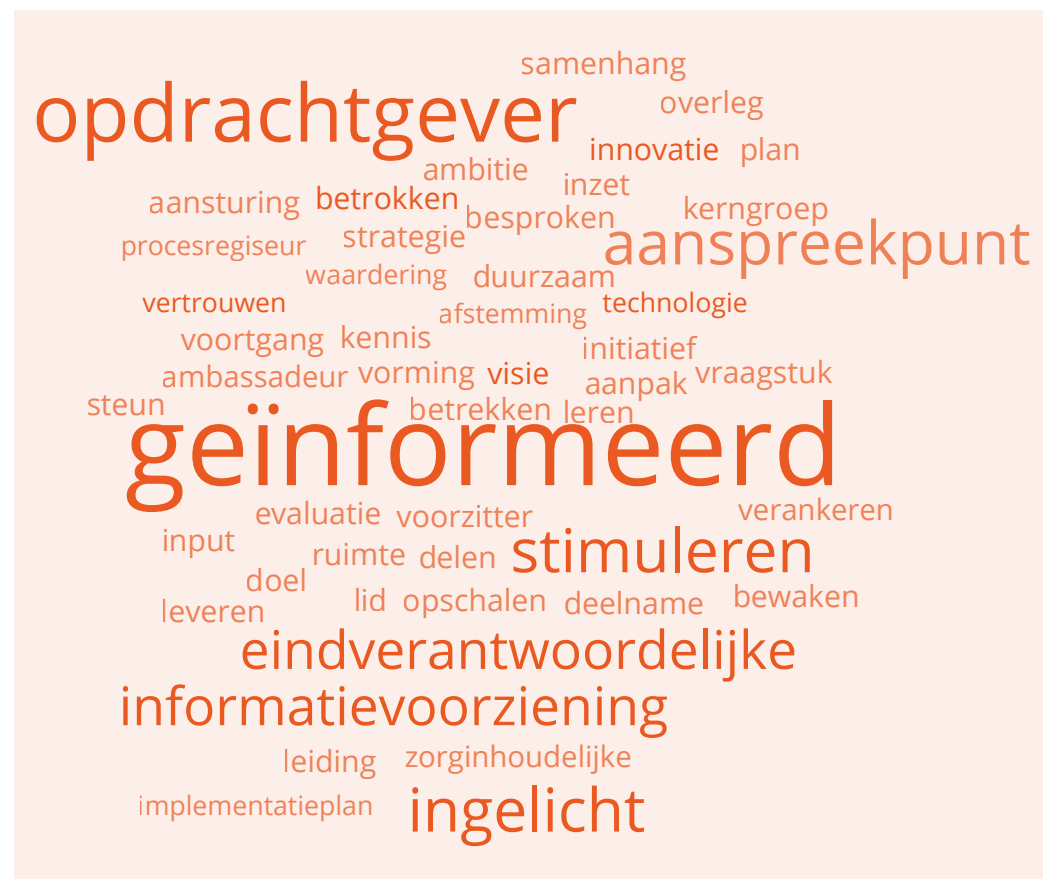 samenhang
opdrachtgever
overleg
innovatie plan
ambitie
inzet
aansturing betrokken
besproken
kerngroep
procesregiseur strategie
aanspreekpunt
waardering duurzaam
vertrouwen
afstemming technologie
voortgang kennis
initiatief
ambassadeur vorming visie
aanpak vraagstuk
steun
betrekken leren
geïnformeerd
evaluatie voorzitter
verankeren
input
ruimte delen stimuleren
doel
leveren
lid opschalen deelname bewaken
eindverantwoordelijke
informatievoorziening
leiding zorginhoudelijke
implementatieplan ingelicht